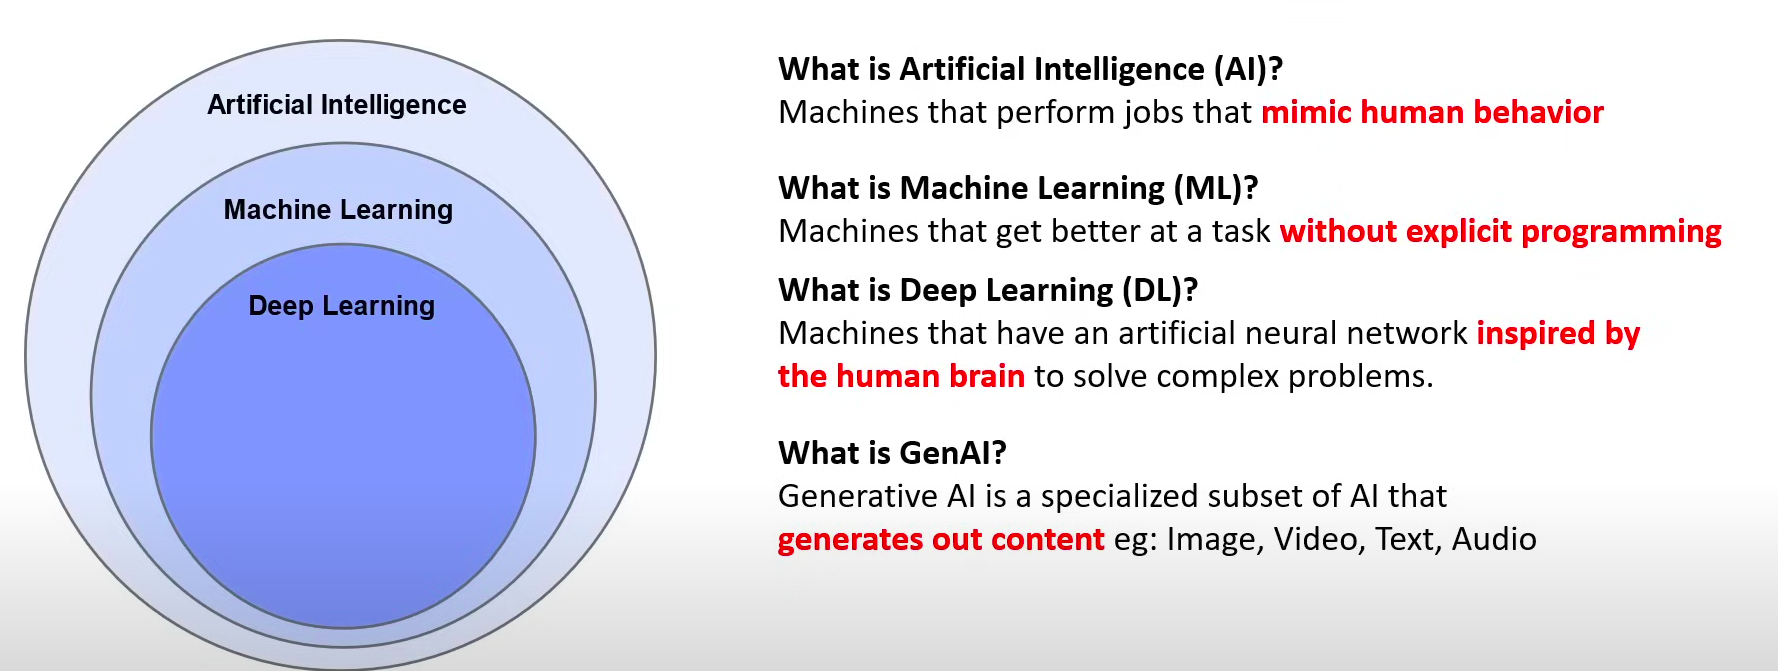 Artificial Intelligence
Machine Learning
Deep Learning
What is Artificial Intelligence (AI)?
Machines that perform jobs that mimic human behavior
What is Machine Learning (ML)?
Machines that get better at a task without explicit programming
What is Deep Learning (DL)?
Machines that have an artificial neural network inspired by
the human brain to solve complex problems.
What is GenAI?
Generative AI is a specialized subset of AI that
generates out content eg: Image, Video, Text, Audio